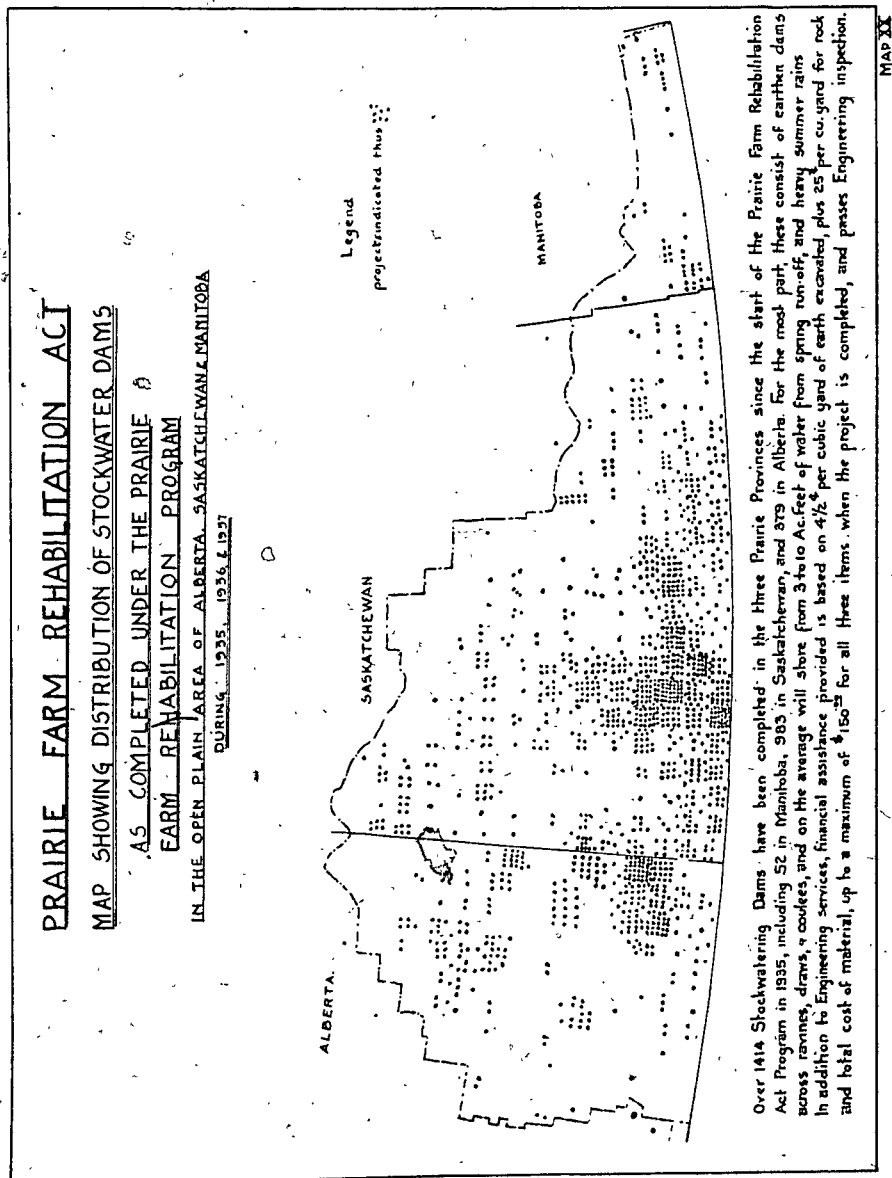 PRAIRIE FARM REHABILITATION ACT
MAP SHOWING DISTRIBUTION OF STOCKWATER DAMS
AS COMPLETED UNDER THE PRAIRIE
FARM REHABILITATION PROGRAM
IN THE OPEN PLAIN AREA OF ALBERTA, SASKATCHEWAN & MANITOBA
DURING 1935, 1936, & 1937
Legend
projects indicated thus
ALBERTA
SASKATCHEWAN
MANITOBA
Over 1414 Stockwatering Dams have been completed in the three Prairie Provinces since the start of the Prairie Farm Rehabilitation
Act Program in 1935, including 52 in Manitoba, 983 in Saskatchewan, and 379 in Alberta. For the most part, these consist of earthen dams
across ravines, draws, & coulees, and on the average will store from 3 to 10 Ac. Feet of water from spring run-off, and heavy summer rains
In addition to Engineering services, financial assistance provided is based on 4½¢ per cubic yard of earth excavated, plus 25¢ per cu. yard for rock
and total cost of material, up to a maximum of $150.00 for all three items when the project is completed, and passes Engineering inspection.
MAP XX